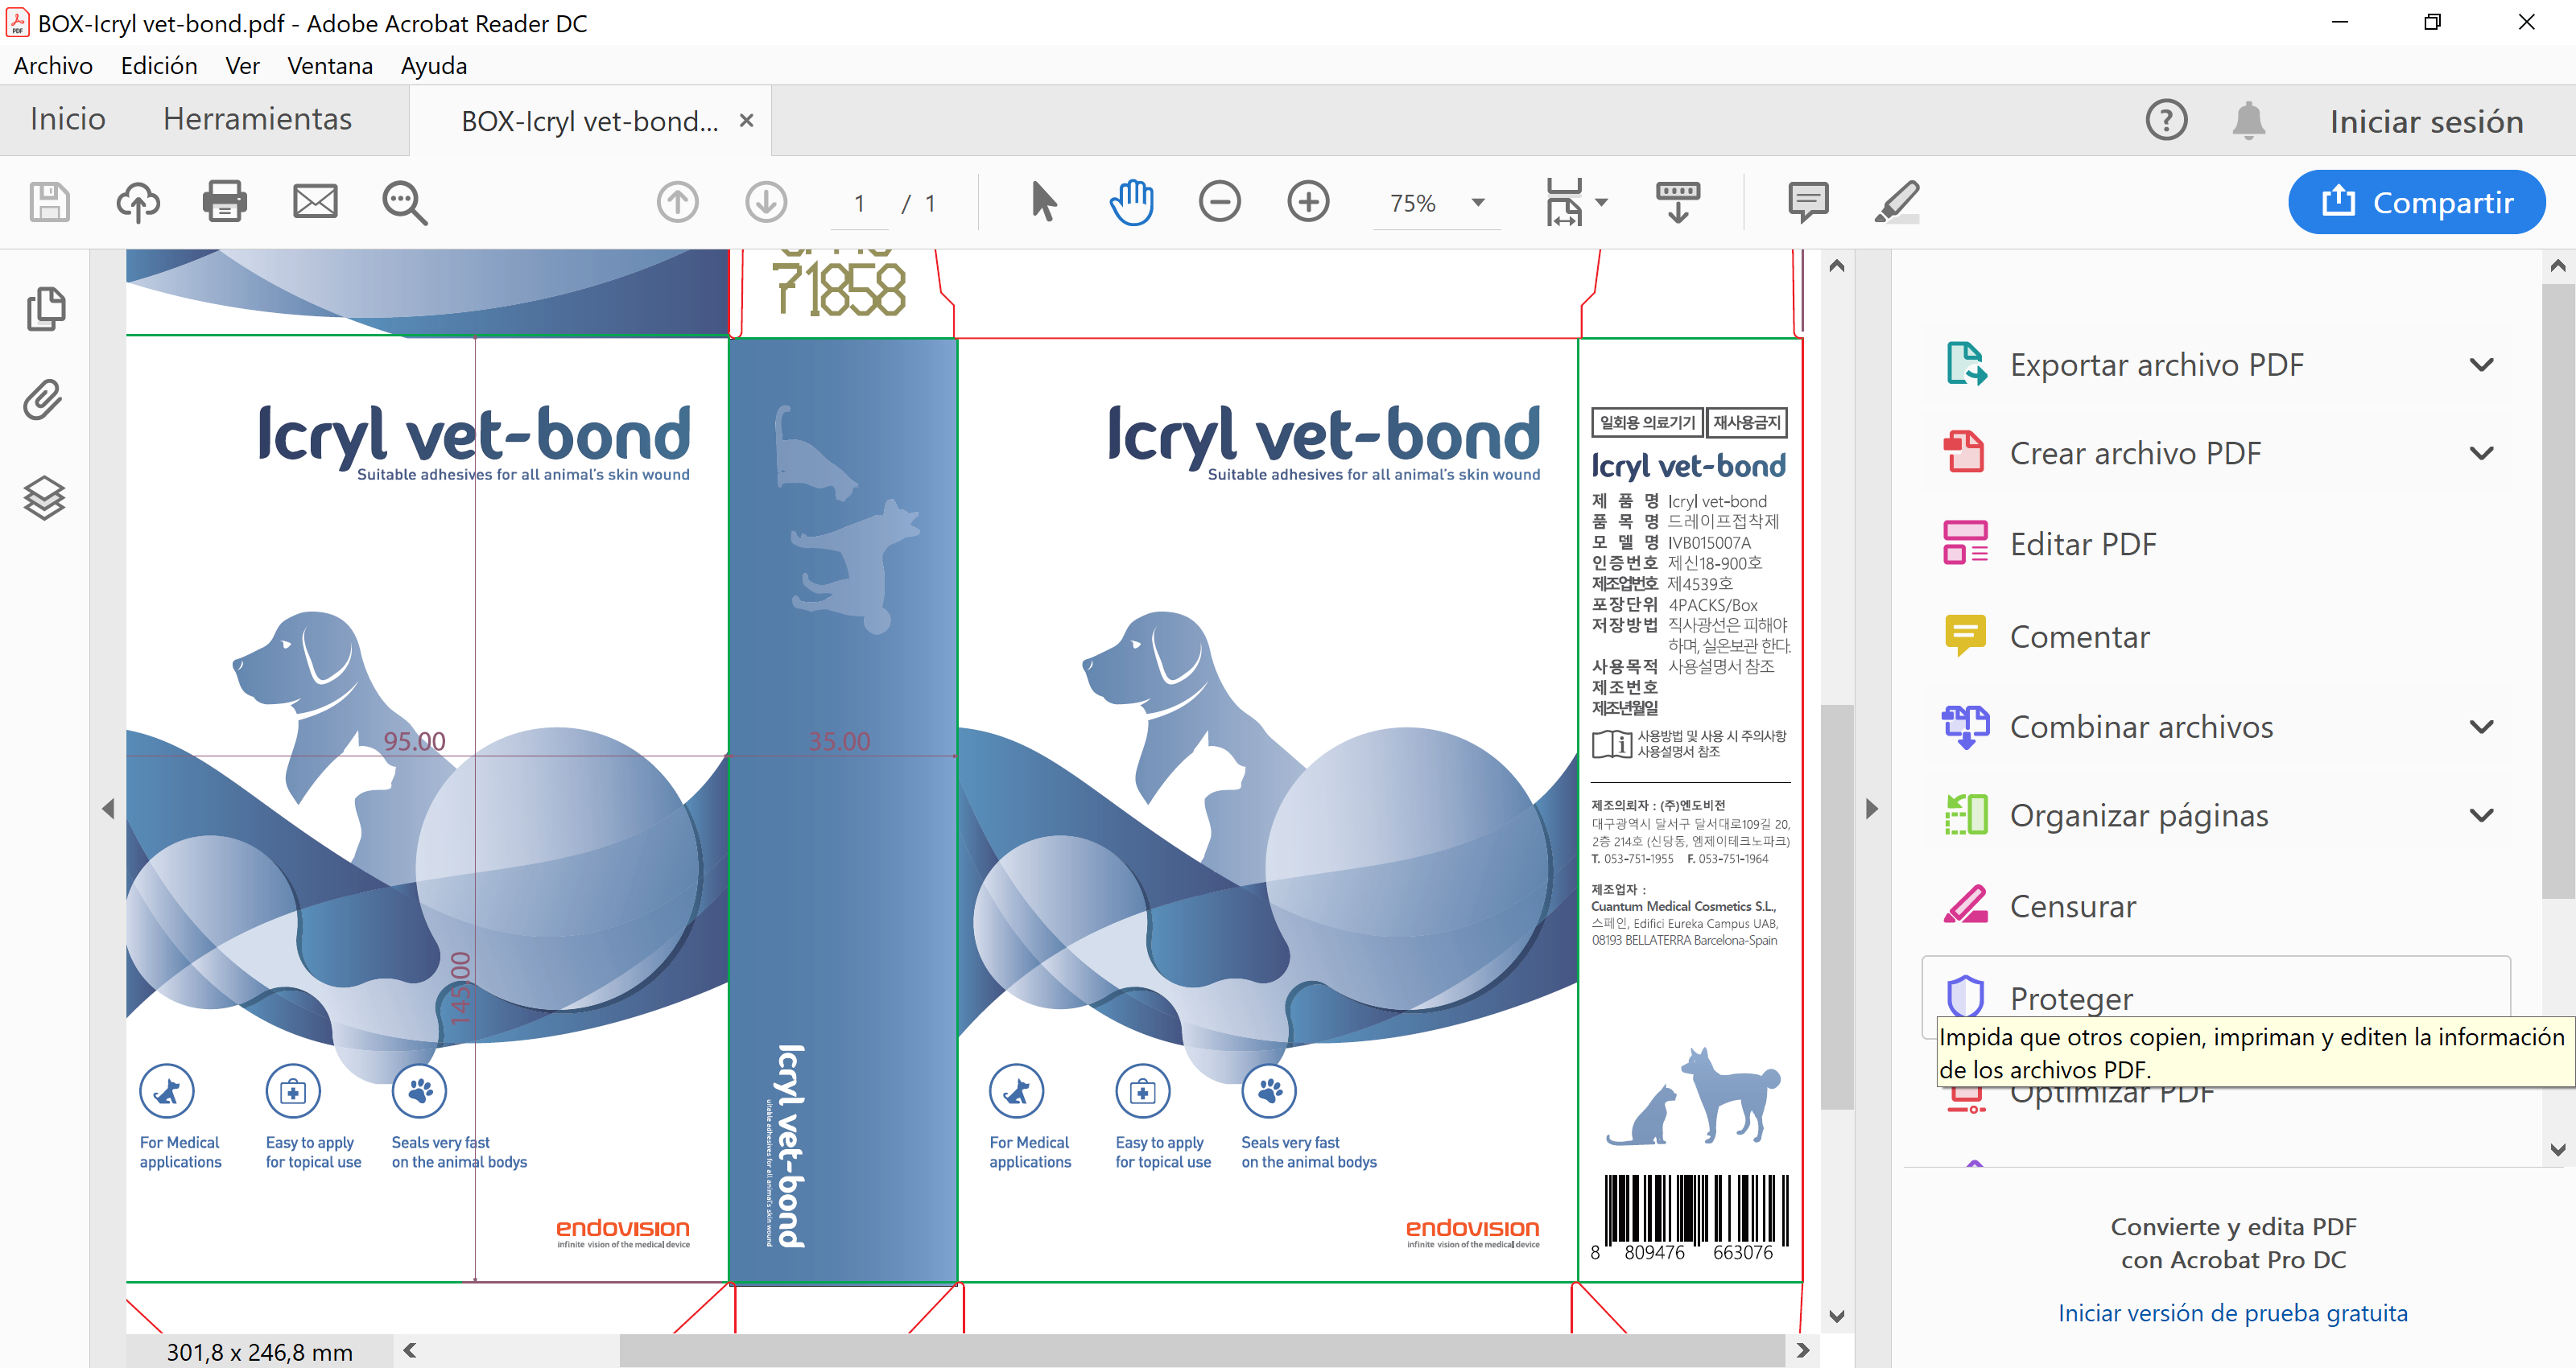 BOX-Icryl vet-bond.pdf - Adobe Acrobat Reader DC
Archivo Edición Ver Ventana Ayuda
Inicio Herramientas BOX-Icryl vet-bond... × Iniciar sesión
1 / 1 75% Compartir
71858
Icryl vet-bond
Suitable adhesives for all animal's skin wound
95.00
145.00
For Medical applications
Easy to apply for topical use
Seals very fast on the animal bodys
endovision
infinite vision of the medical device
35.00
Icryl vet-bond
uitable adhesives for all animal's skin wound
Icryl vet-bond
Suitable adhesives for all animal's skin wound
For Medical applications
Easy to apply for topical use
Seals very fast on the animal bodys
endovision
infinite vision of the medical device
일회용 의료기기 재사용금지
Icryl vet-bond
제 품 명 Icryl vet-bond
품 목 명 드레이프접착제
모 델 명 IVB015007A
인증번호 제신18-900호
제조업번호 제4539호
포장단위 4PACKS/Box
저장방법 직사광선은 피해야
하며, 실온보관 한다.
사용목적 사용설명서 참조
제조번호
제조년월일
사용방법 및 사용 시 주의사항
사용설명서 참조
제조의뢰자 : (주)엔도비전
대구광역시 달서구 달서대로109길 20,
2층 214호 (신당동, 엠제이테크노파크)
T. 053-751-1955 F. 053-751-1964
제조업자 :
Cuantum Medical Cosmetics S.L.,
스페인, Edifici Eureka Campus UAB,
08193 BELLATERRA Barcelona-Spain
8 809476 663076
Exportar archivo PDF
Crear archivo PDF
Editar PDF
Comentar
Combinar archivos
Organizar páginas
Censurar
Proteger
Impida que otros copien, impriman y editen la información
de los archivos PDF.
Optimizar PDF
Convierte y edita PDF
con Acrobat Pro DC
Iniciar versión de prueba gratuita
301,8 x 246,8 mm